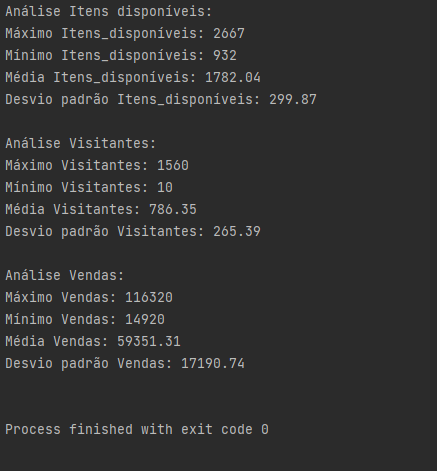 Análise Itens disponíveis:
Máximo Itens_disponíveis: 2667
Mínimo Itens_disponíveis: 932
Média Itens_disponíveis: 1782.04
Desvio padrão Itens_disponíveis: 299.87
Análise Visitantes:
Máximo Visitantes: 1560
Mínimo Visitantes: 10
Média Visitantes: 786.35
Desvio padrão Visitantes: 265.39
Análise Vendas:
Máximo Vendas: 116320
Mínimo Vendas: 14920
Média Vendas: 59351.31
Desvio padrão Vendas: 17190.74
Process finished with exit code 0